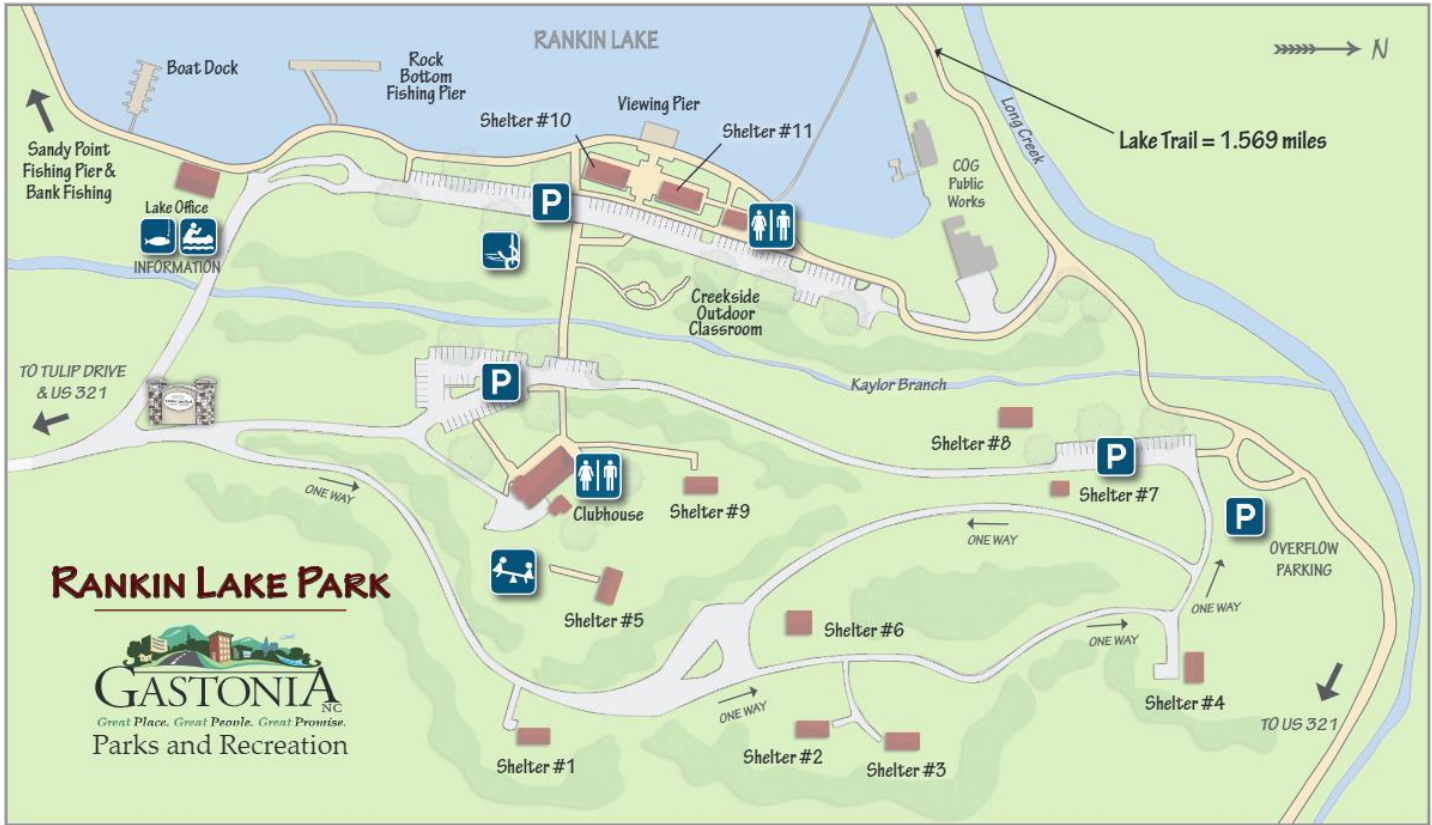 RANKIN LAKE
N
Boat Dock
Rock
Bottom
Fishing Pier
Viewing Pier
Shelter #10
Shelter #11
Long Creek
Lake Trail = 1.569 miles
Sandy Point
Fishing Pier &
Bank Fishing
COG
Public
Works
Lake Office
INFORMATION
P
Creekside
Outdoor
Classroom
TO TULIP DRIVE
& US 321
P
Kaylor Branch
Shelter #8
P
Shelter #7
ONE WAY
Clubhouse
Shelter #9
P
ONE WAY
OVERFLOW
PARKING
RANKIN LAKE PARK
Shelter #5
Shelter #6
ONE WAY
ONE WAY
GASTONIA
NC
Great Place. Great People. Great Promise.
Parks and Recreation
ONE WAY
Shelter #4
TO US 321
Shelter #1
Shelter #2
Shelter #3